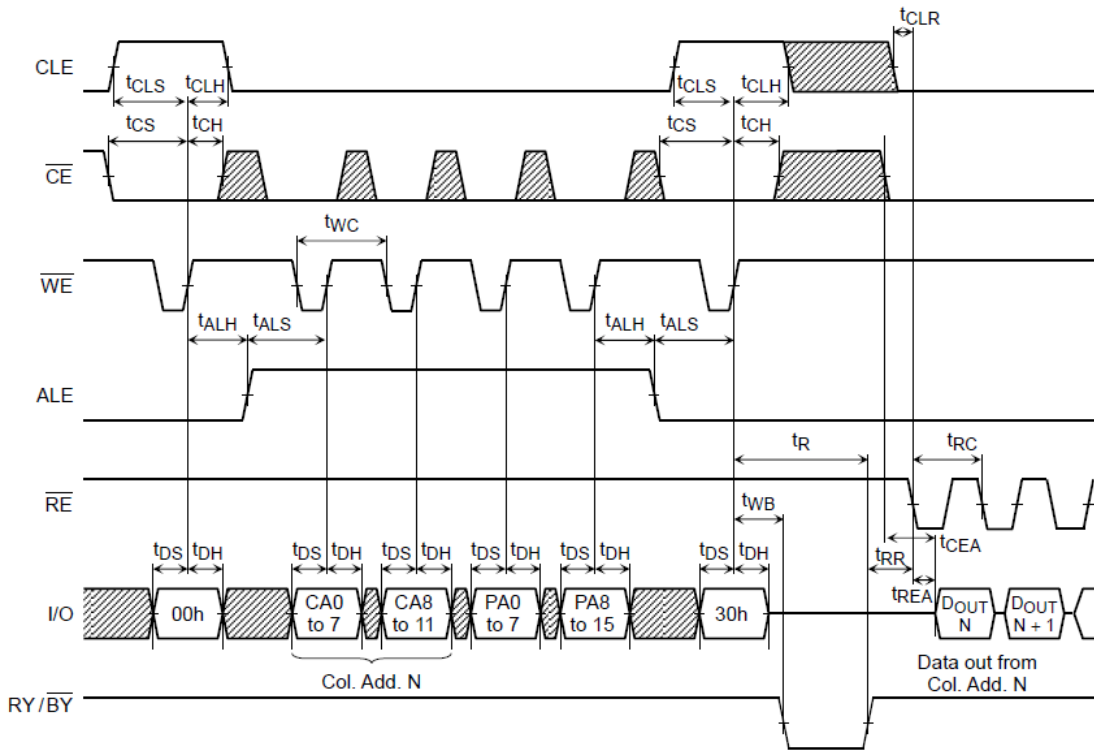 tCLR
CLE
tCLS tCLH tCLS tCLH
tCS tCH tCS tCH
CE
tWC
WE
tALH tALS tALH tALS
ALE
tR tRC
RE
tWB
tCEA
tDS tDH tDS tDH tDS tDH tDS tDH tDS tDH tDS tDH tRR
tREA
I/O 00h CA0 to 7 CA8 to 11 PA0 to 7 PA8 to 15 30h DOUT N DOUT N + 1
Col. Add. N
Data out from
Col. Add. N
RY/BY